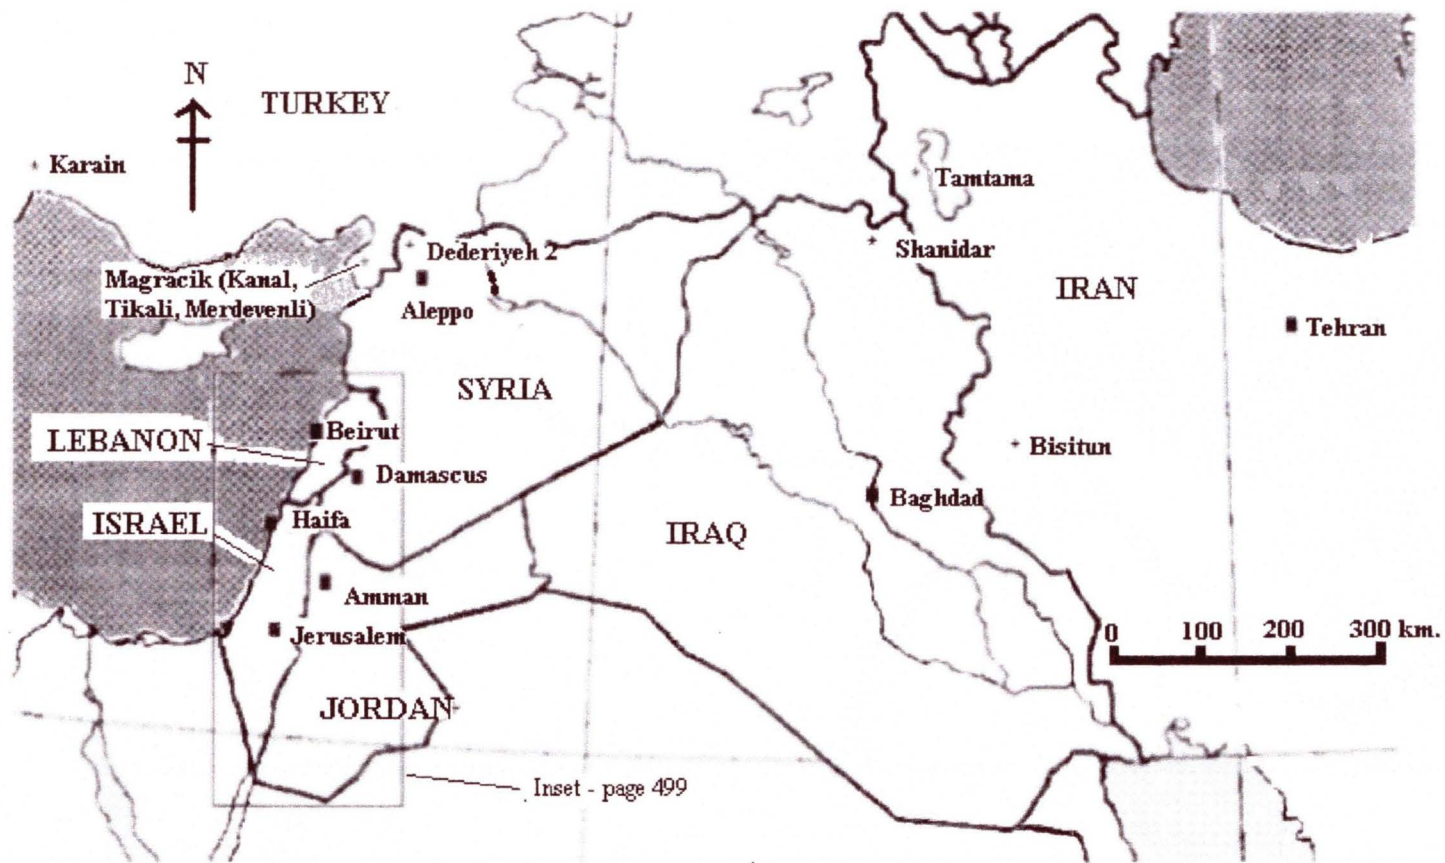 N
TURKEY
Karain
Tamtama
Dederiyeh 2
Shanidar
Magracik (Kanal,
Tikali, Merdevenli)
Aleppo
IRAN
Tehran
SYRIA
Beirut
LEBANON
Bisitun
Damascus
Baghdad
ISRAEL
Haifa
IRAQ
Amman
Jerusalem
0 100 200 300 km.
JORDAN
Inset - page 499